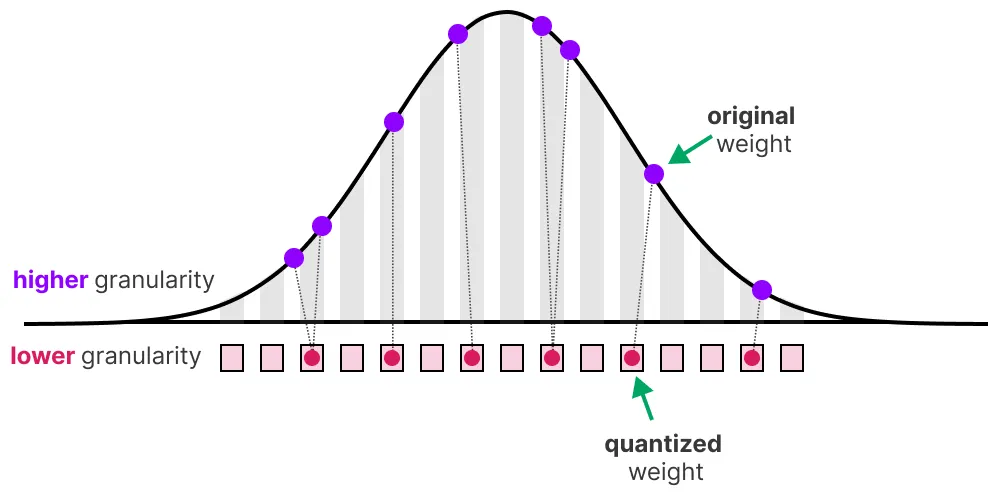 original
weight
higher granularity
lower granularity
quantized
weight